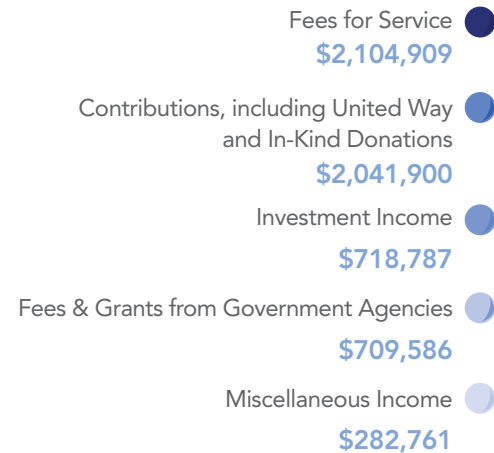 Fees for Service
$2,104,909
Contributions, including United Way
and In-Kind Donations
$2,041,900
Investment Income
$718,787
Fees & Grants from Government Agencies
$709,586
Miscellaneous Income
$282,761